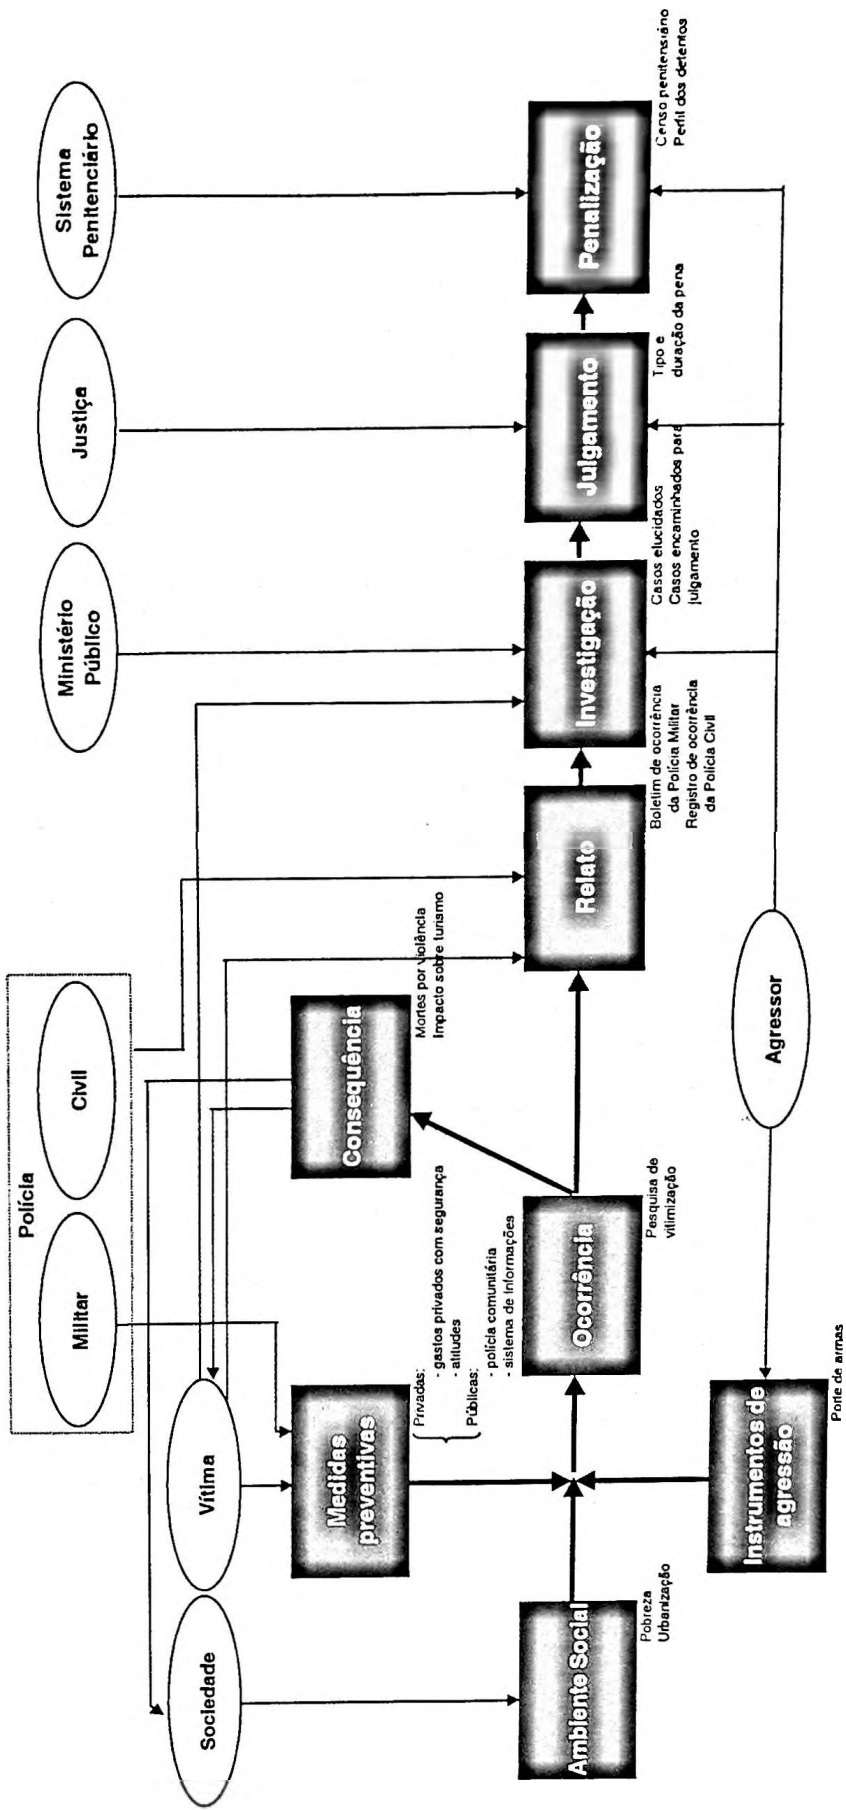 Polícia
Militar
Civil
Ministério
Público
Justiça
Sistema
Penitenciário
Sociedade
Vítima
Medidas
preventivas
Privadas:
- gastos privados com segurança
- atitudes
Públicas:
- polícia comunitária
- sistema de Informações
Consequência
Mortes por violência
Impacto sobre turismo
Ambiente Social
Pobreza
Urbanização
Ocorrência
Pesquisa de
vitimização
Relato
Boletim de ocorrência
da Polícia Militar
Registro de ocorrência
da Polícia Civil
Investigação
Casos elucidados
Casos encaminhados para
julgamento
Julgamento
Tipo e
duração da pena
Penalização
Censo penitensiário
Perfil dos detentos
Instrumentos de
agressão
Porte de armas
Agressor